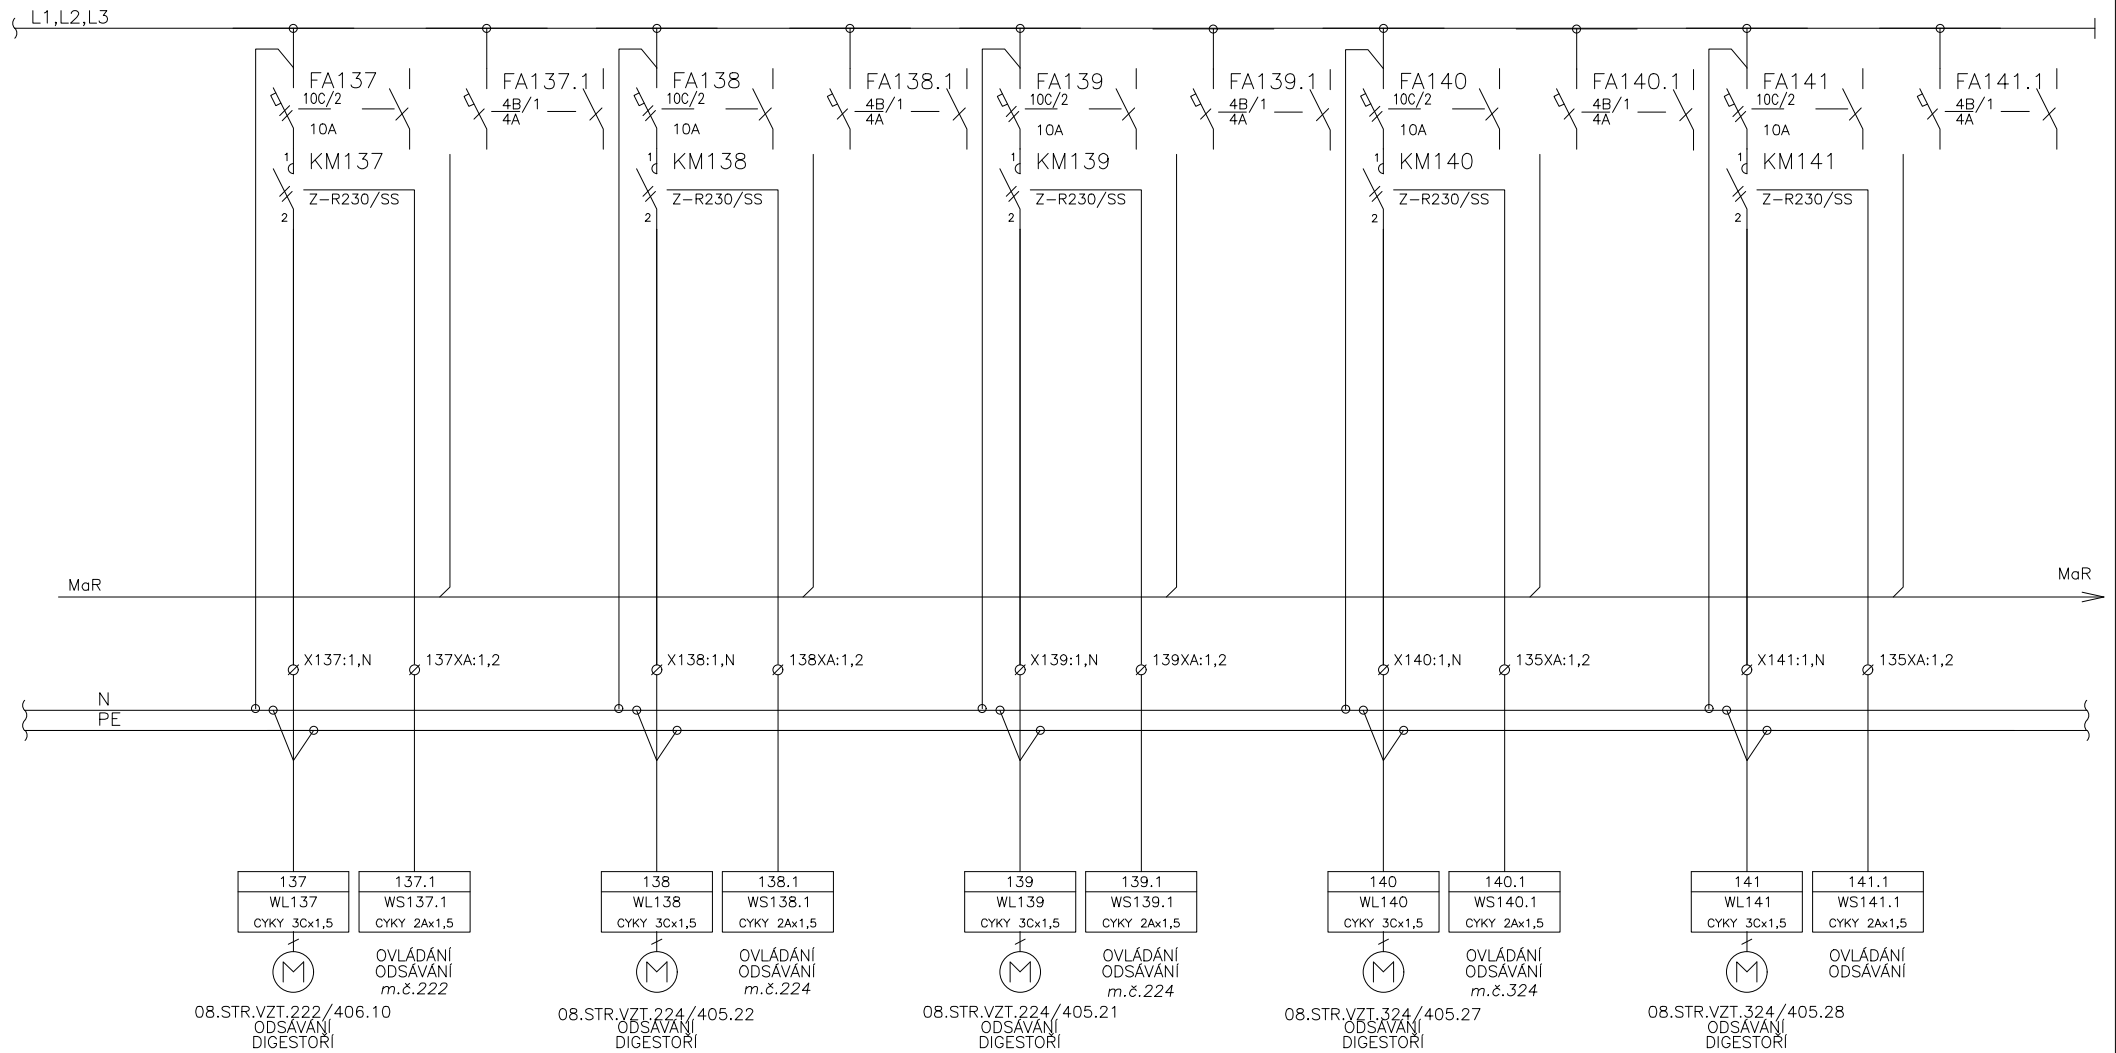 L1,L2,L3
FA137
10C/2
10A
FA137.1
4B/1
4A
FA138
10C/2
10A
FA138.1
4B/1
4A
FA139
10C/2
10A
FA139.1
4B/1
4A
FA140
10C/2
10A
FA140.1
4B/1
4A
FA141
10C/2
10A
FA141.1
4B/1
4A
1
KM137
Z-R230/SS
2
1
KM138
Z-R230/SS
2
1
KM139
Z-R230/SS
2
1
KM140
Z-R230/SS
2
1
KM141
Z-R230/SS
2
MaR
MaR
X137:1,N
137XA:1,2
X138:1,N
138XA:1,2
X139:1,N
139XA:1,2
X140:1,N
135XA:1,2
X141:1,N
135XA:1,2
N
PE
137
WL137
CYKY 3Cx1,5
137.1
WS137.1
CYKY 2Ax1,5
138
WL138
CYKY 3Cx1,5
138.1
WS138.1
CYKY 2Ax1,5
139
WL139
CYKY 3Cx1,5
139.1
WS139.1
CYKY 2Ax1,5
140
WL140
CYKY 3Cx1,5
140.1
WS140.1
CYKY 2Ax1,5
141
WL141
CYKY 3Cx1,5
141.1
WS141.1
CYKY 2Ax1,5
M
OVLÁDÁNÍ
ODSÁVÁNÍ
m.č.222
M
OVLÁDÁNÍ
ODSÁVÁNÍ
m.č.224
M
OVLÁDÁNÍ
ODSÁVÁNÍ
m.č.224
M
OVLÁDÁNÍ
ODSÁVÁNÍ
m.č.324
M
OVLÁDÁNÍ
ODSÁVÁNÍ
08.STR.VZT.222/406.10
ODSÁVÁNÍ
DIGESTOŘÍ
08.STR.VZT.224/405.22
ODSÁVÁNÍ
DIGESTOŘÍ
08.STR.VZT.224/405.21
ODSÁVÁNÍ
DIGESTOŘÍ
08.STR.VZT.324/405.27
ODSÁVÁNÍ
DIGESTOŘÍ
08.STR.VZT.324/405.28
ODSÁVÁNÍ
DIGESTOŘÍ